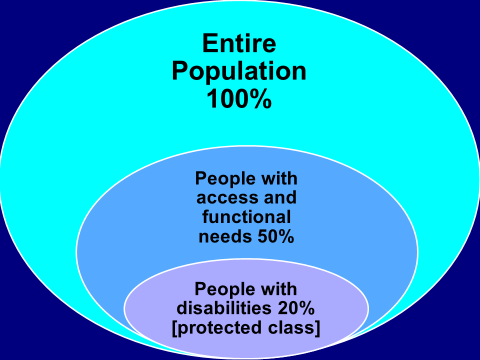 Entire
Population
100%
People with
access and
functional
needs 50%
People with
disabilities 20%
[protected class]